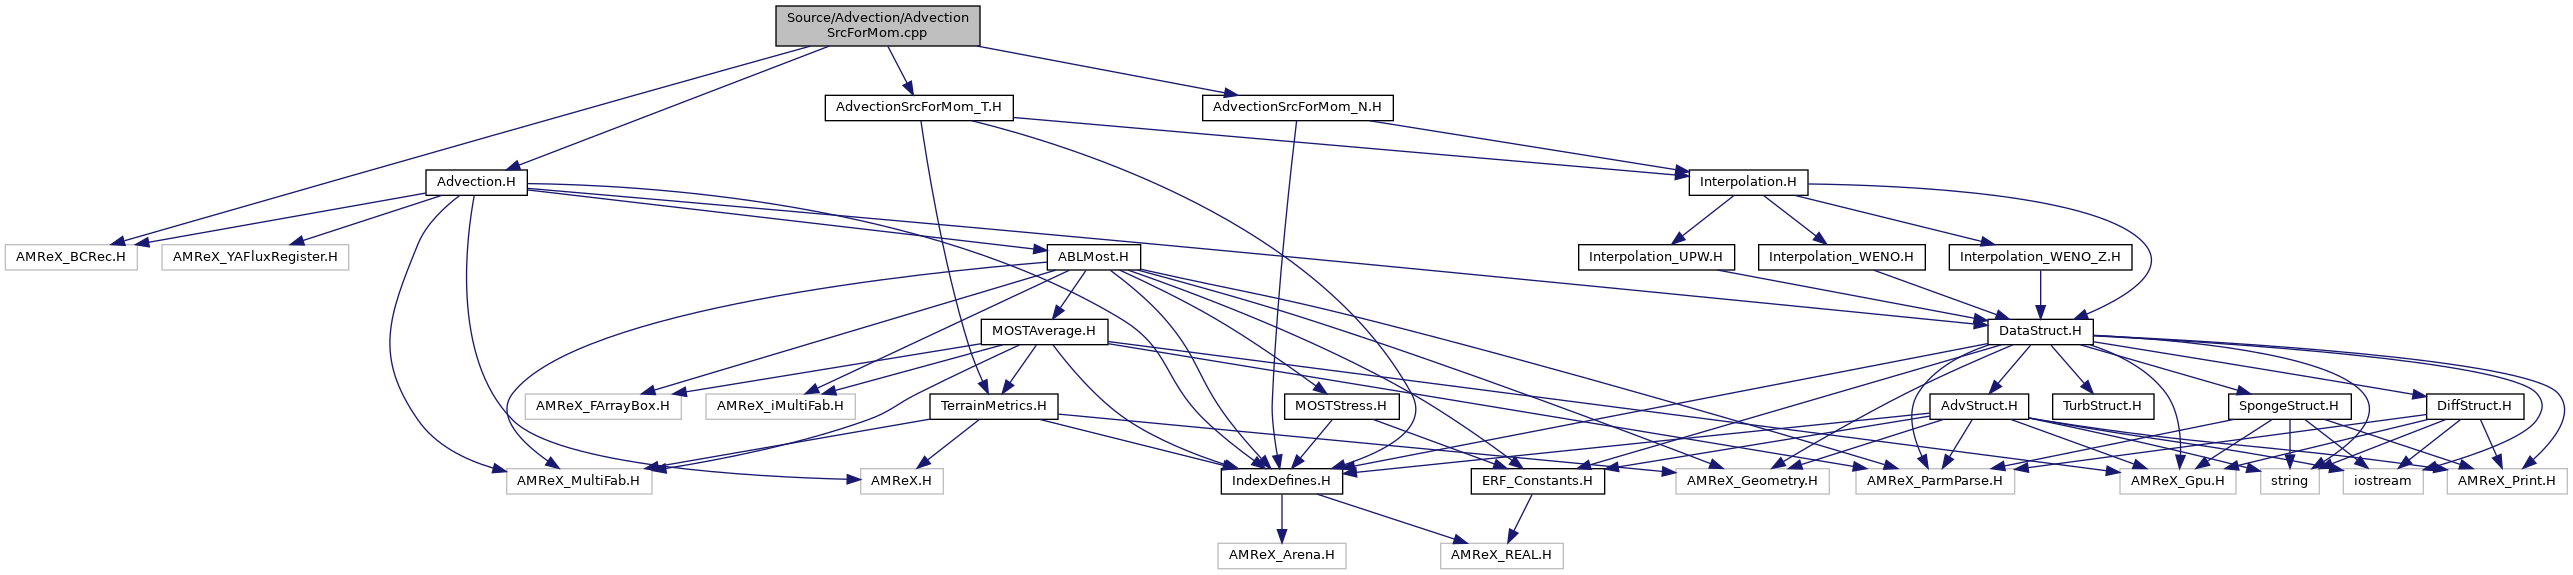 Source/Advection/Advection
SrcForMom.cpp
AdvectionSrcForMom_T.H
AdvectionSrcForMom_N.H
Advection.H
Interpolation.H
AMReX_BCRec.H
AMReX_YAFluxRegister.H
ABLMost.H
Interpolation_UPW.H
Interpolation_WENO.H
Interpolation_WENO_Z.H
MOSTAverage.H
DataStruct.H
AMReX_FArrayBox.H
AMReX_iMultiFab.H
TerrainMetrics.H
MOSTStress.H
AdvStruct.H
TurbStruct.H
SpongeStruct.H
DiffStruct.H
AMReX_MultiFab.H
AMReX.H
IndexDefines.H
ERF_Constants.H
AMReX_Geometry.H
AMReX_ParmParse.H
AMReX_Gpu.H
string
iostream
AMReX_Print.H
AMReX_Arena.H
AMReX_REAL.H